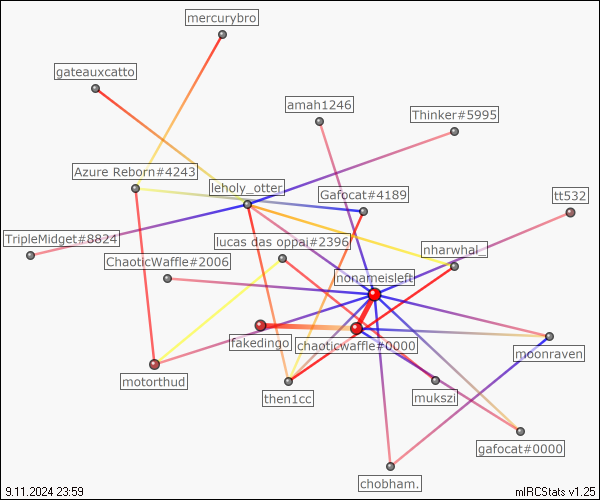 mercurybro
gateauxcatto
amah1246
Thinker#5995
Azure Reborn#4243
leholy_otter
Gafocat#4189
tt532
TripleMidget#8824
lucas das oppai#2396
nharwhal_
ChaoticWaffle#2006
nonameisleft
fakedingo
chaoticwaffle#0000
moonraven
motorthud
then1cc
mukszi
gafocat#0000
chobham.
9.11.2024 23:59
mIRCStats v1.25